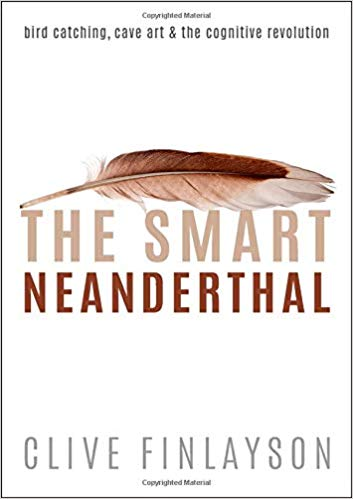 Copyrighted Material
bird catching, cave art & the cognitive revolution
THE SMART
NEANDERTHAL
CLIVE FINLAYSON
Copyrighted Material